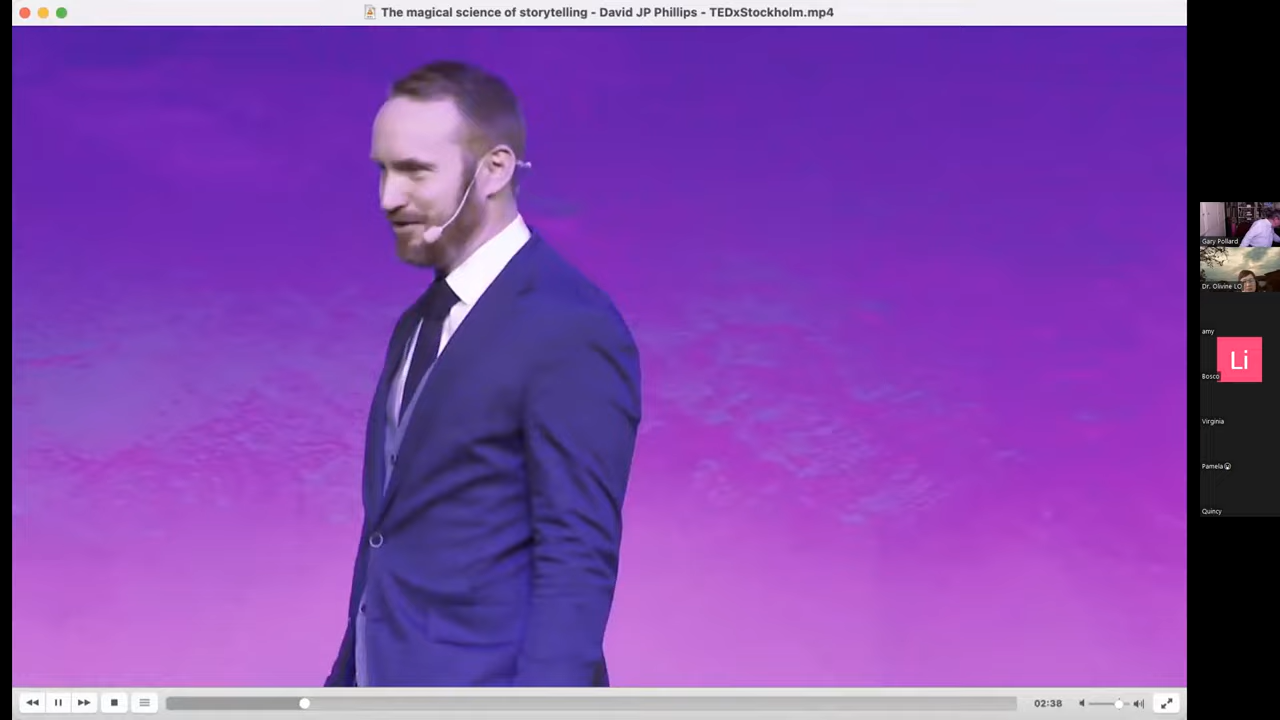 The magical science of storytelling - David JP Phillips - TEDxStockholm.mp4
Gary Pollard
Dr. Olivine LO
amy
Li
Bosco
Virginia
Pamela
Quincy
02:38